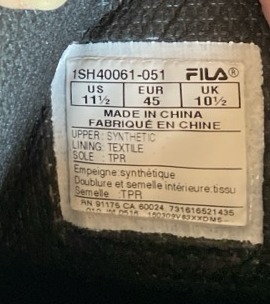 1SH40061-051 FILA®
US EUR UK
11½ 45 10½
MADE IN CHINA
FABRIQUÉ EN CHINE
UPPER: SYNTHETIC
LINING: TEXTILE
SOLE : TPR
Empeigne:synthétique
Doublure et semelle intérieure:tissu
Semelle :TPR
RN 91175 CA 60024 731616521435